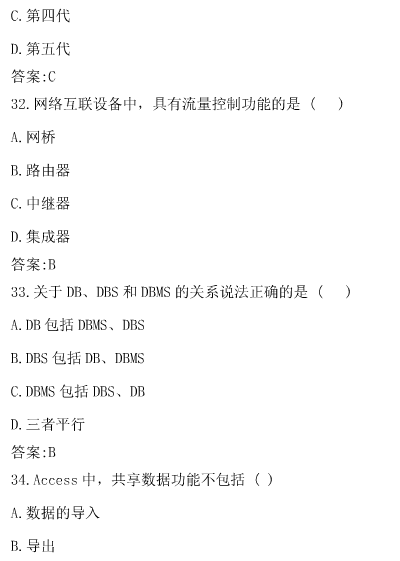 C.第四代
D.第五代
答案:C
32.网络互联设备中，具有流量控制功能的是（ ）
A.网桥
B.路由器
C.中继器
D.集成器
答案:B
33.关于 DB、DBS 和 DBMS 的关系说法正确的是（ ）
A.DB 包括 DBMS、DBS
B.DBS 包括 DB、DBMS
C.DBMS 包括 DBS、DB
D.三者平行
答案:B
34.Access 中，共享数据功能不包括（ ）
A.数据的导入
B.导出